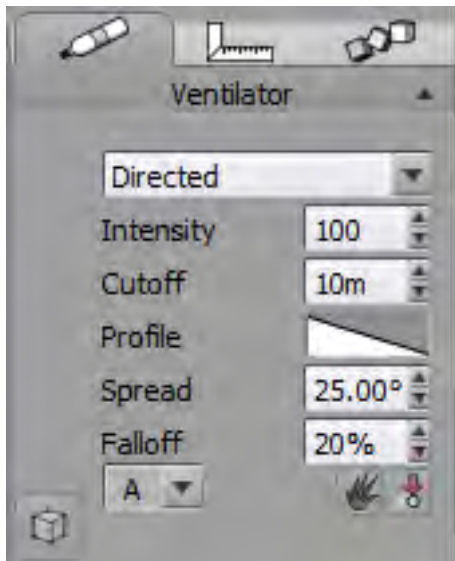 Ventilator
Directed
Intensity 100
Cutoff 10m
Profile
Spread 25.00°
Falloff 20%
A